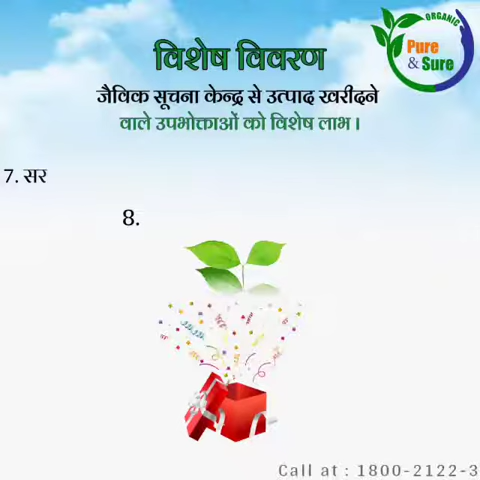 ORGANIC
Pure
& Sure
विशेष विवरण
जैविक सूचना केन्द्र से उत्पाद खरीदने
वाले उपभोक्ताओं को विशेष लाभ।
7. सर
8.
Call at : 1800-2122-3